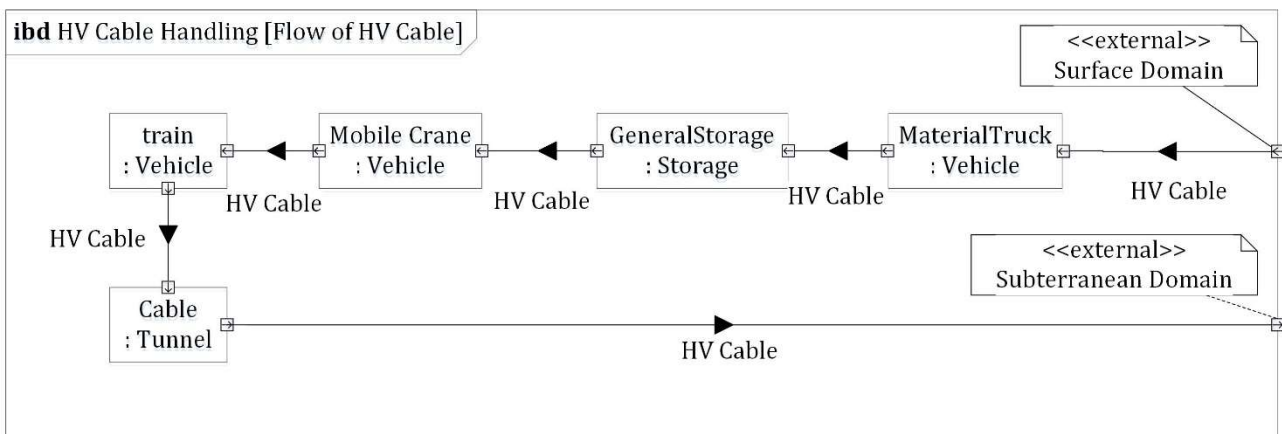 ibd HV Cable Handling [Flow of HV Cable]
<<external>>
Surface Domain
train
: Vehicle
Mobile Crane
: Vehicle
GeneralStorage
: Storage
MaterialTruck
: Vehicle
HV Cable
HV Cable
HV Cable
HV Cable
HV Cable
<<external>>
Subterranean Domain
Cable
: Tunnel
HV Cable